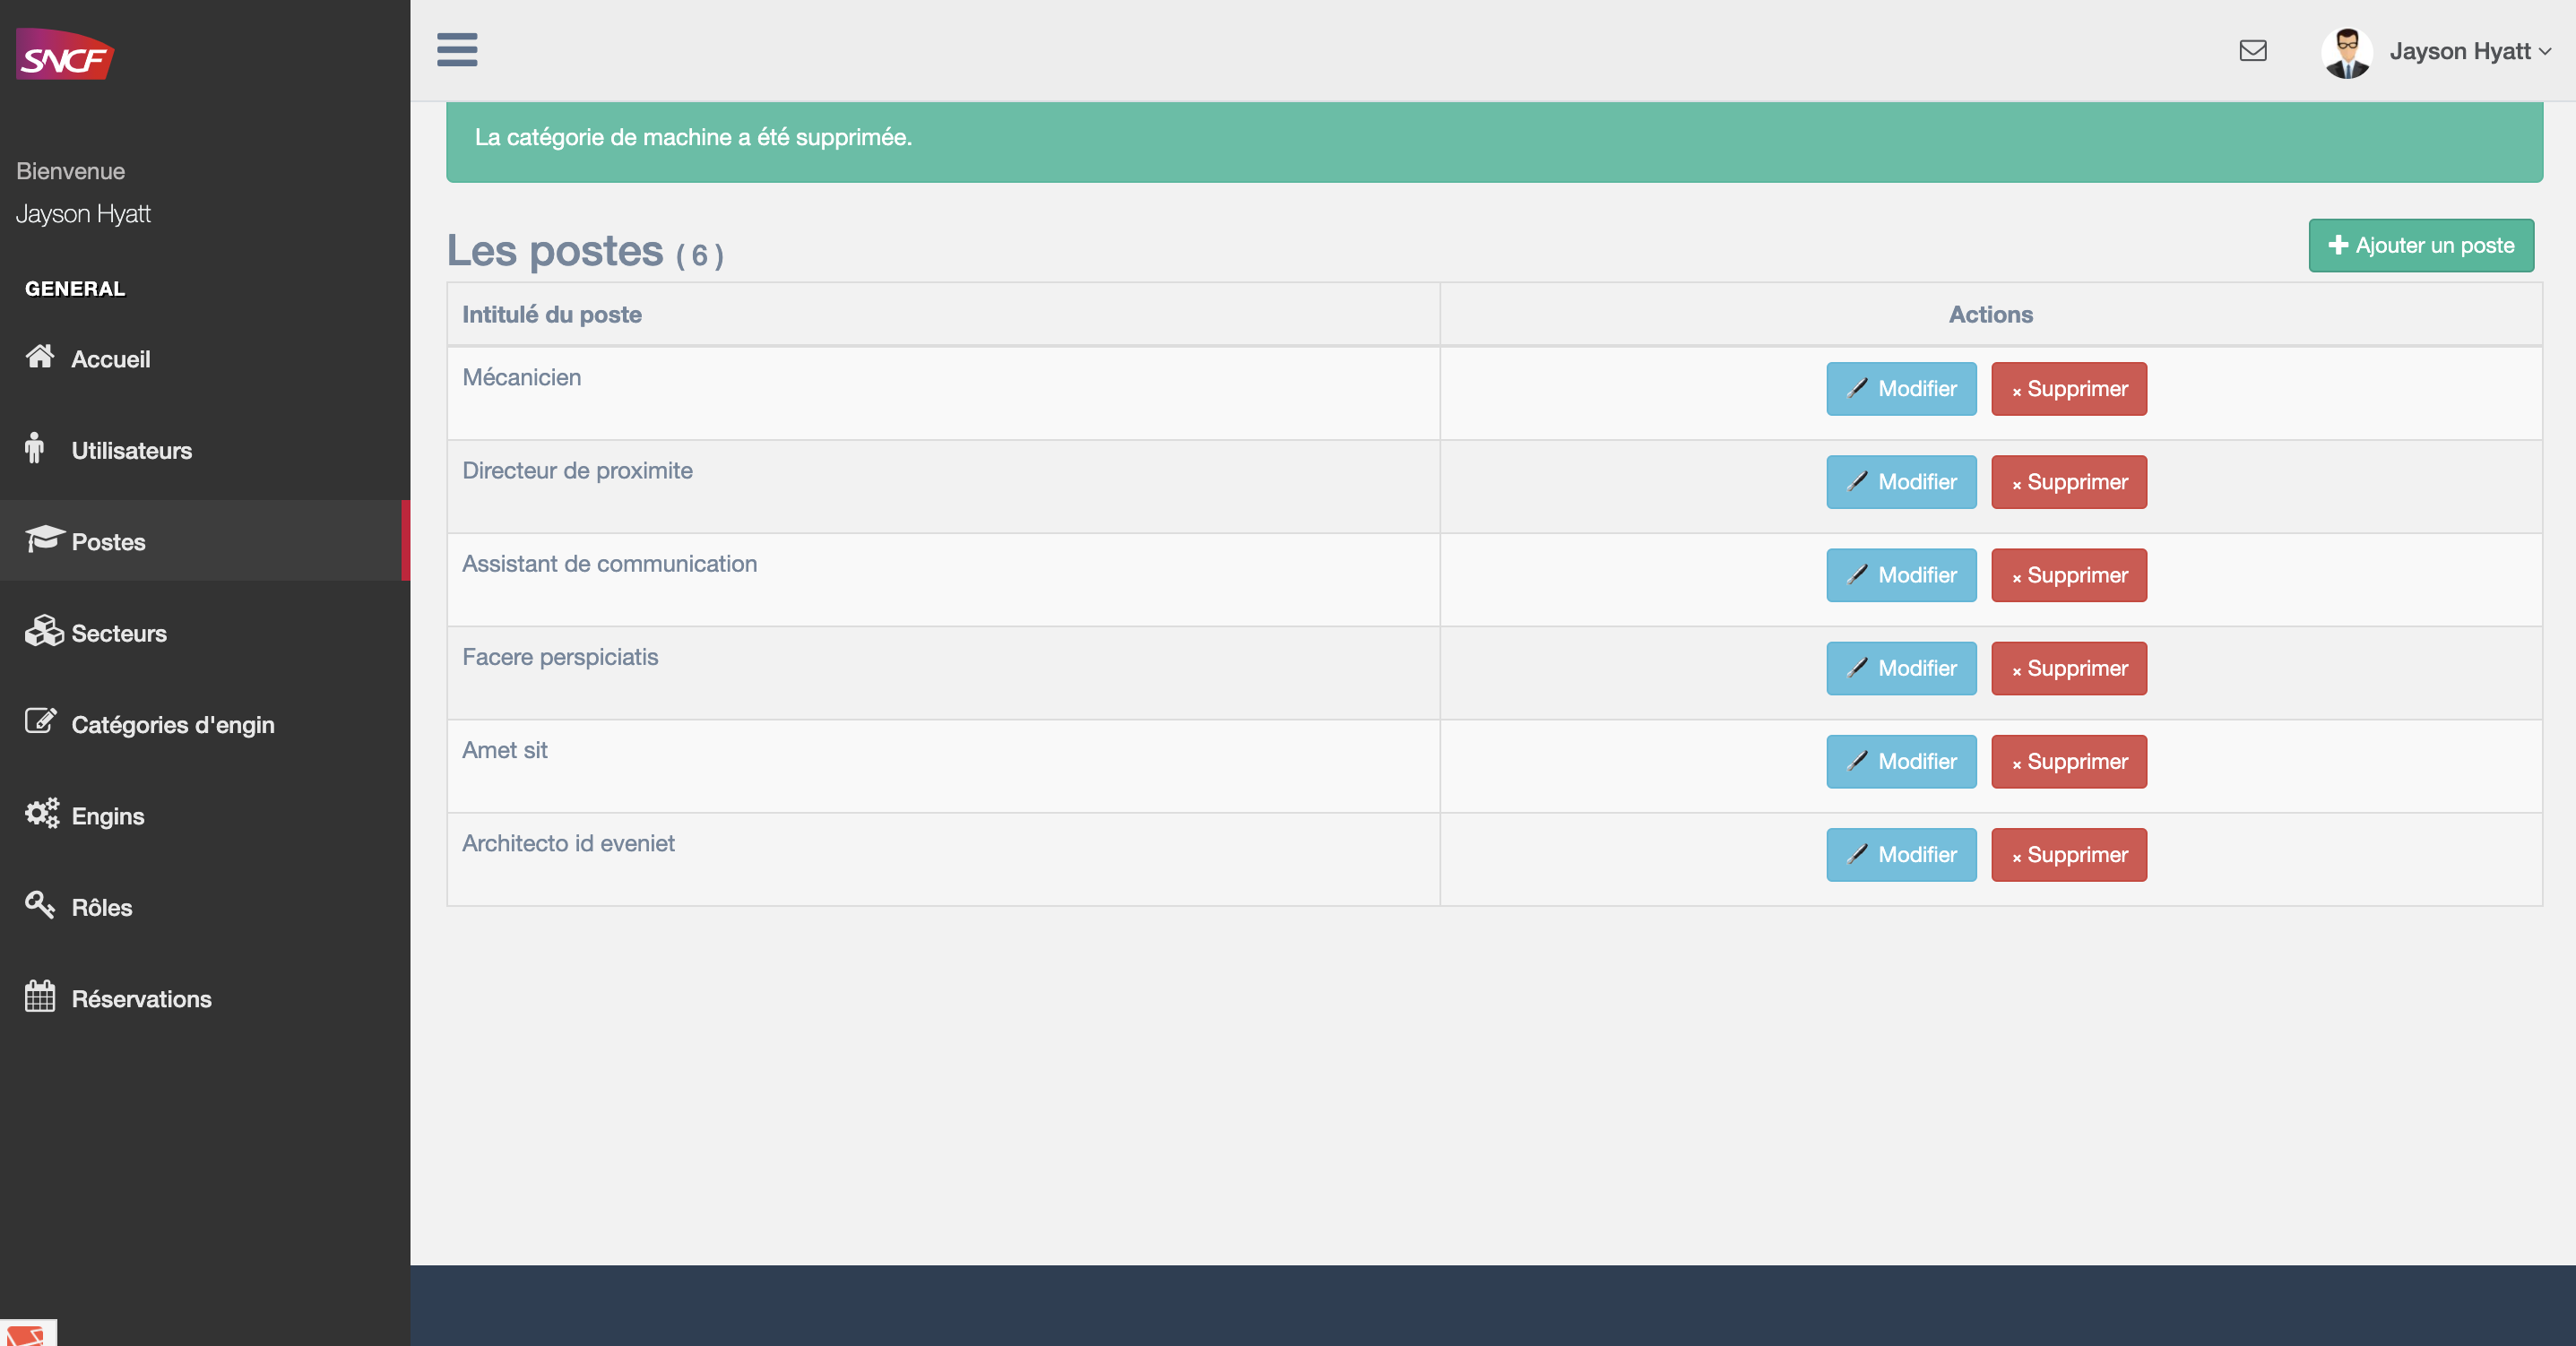 SNCF
Jayson Hyatt
Bienvenue
Jayson Hyatt
GENERAL
Accueil
Utilisateurs
Postes
Secteurs
Catégories d'engin
Engins
Rôles
Réservations
La catégorie de machine a été supprimée.
Les postes ( 6 )
Ajouter un poste
Intitulé du poste Actions
Mécanicien Modifier × Supprimer
Directeur de proximite Modifier × Supprimer
Assistant de communication Modifier × Supprimer
Facere perspiciatis Modifier × Supprimer
Amet sit Modifier × Supprimer
Architecto id eveniet Modifier × Supprimer